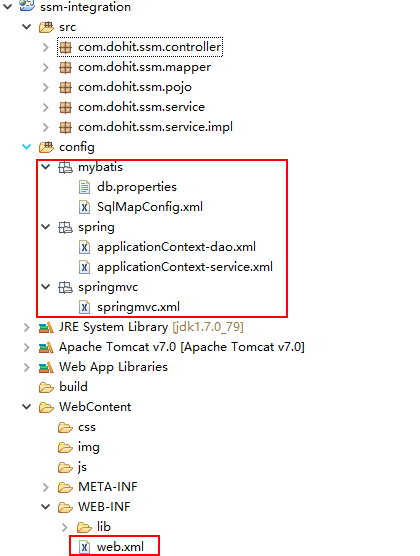 ssm-integration
src
com.dohit.ssm.controller
com.dohit.ssm.mapper
com.dohit.ssm.pojo
com.dohit.ssm.service
com.dohit.ssm.service.impl
config
mybatis
db.properties
SqlMapConfig.xml
spring
applicationContext-dao.xml
applicationContext-service.xml
springmvc
springmvc.xml
JRE System Library [jdk1.7.0_79]
Apache Tomcat v7.0 [Apache Tomcat v7.0]
Web App Libraries
build
WebContent
css
img
js
META-INF
WEB-INF
lib
web.xml